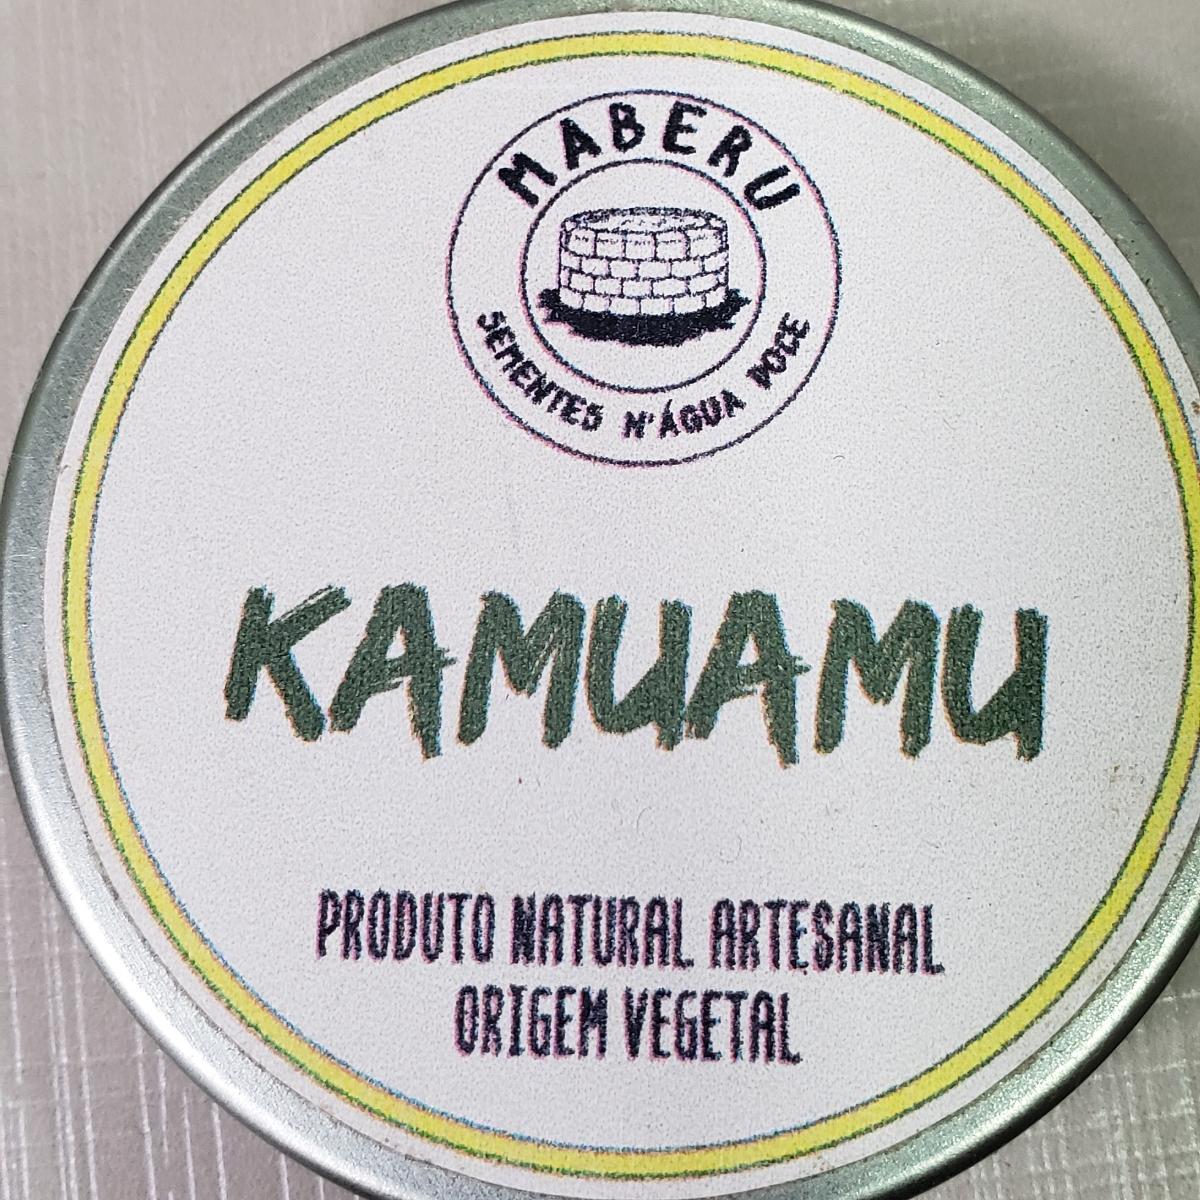 MABERU
SEMENTES N'ÁGUA DOCE
KAMUAMU
PRODUTO NATURAL ARTESANAL
ORIGEM VEGETAL